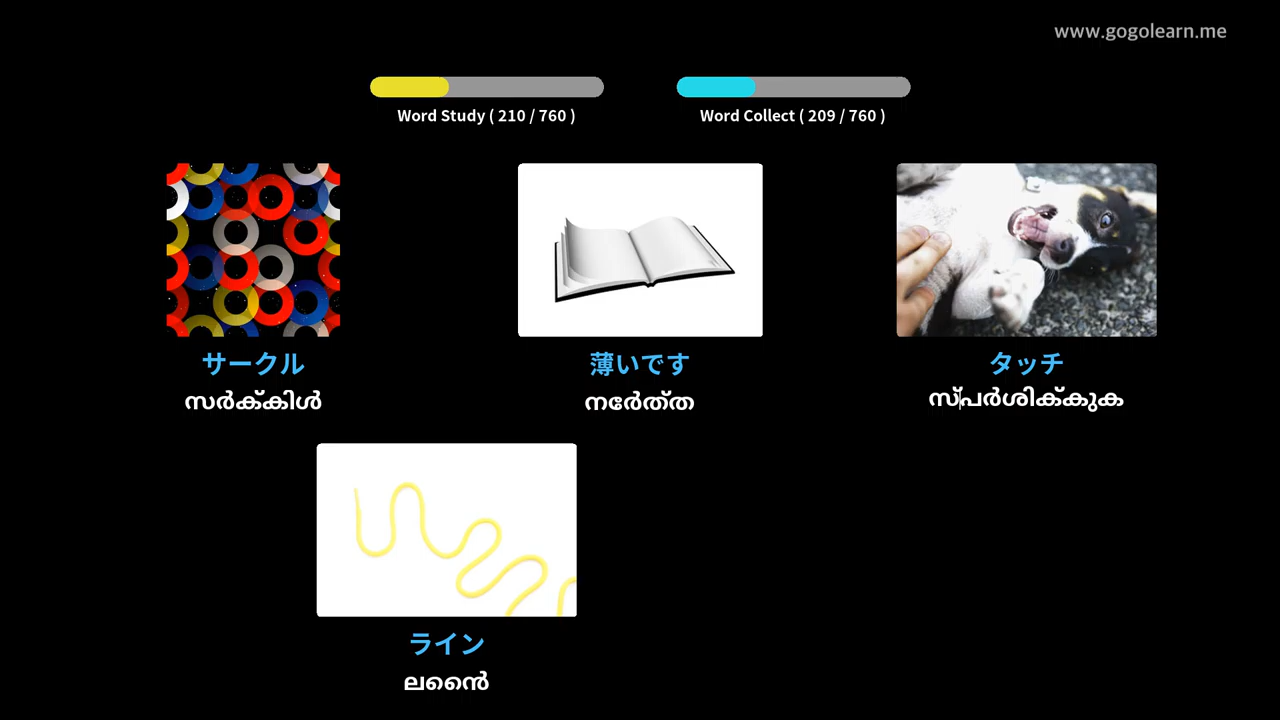 www.gogolearn.me
Word Study ( 210 / 760 )
Word Collect ( 209 / 760 )
サークル
സർക്കിൾ
薄いです
നേർത്ത
タッチ
സ്പർശിക്കുക
ライン
ലൈൻ